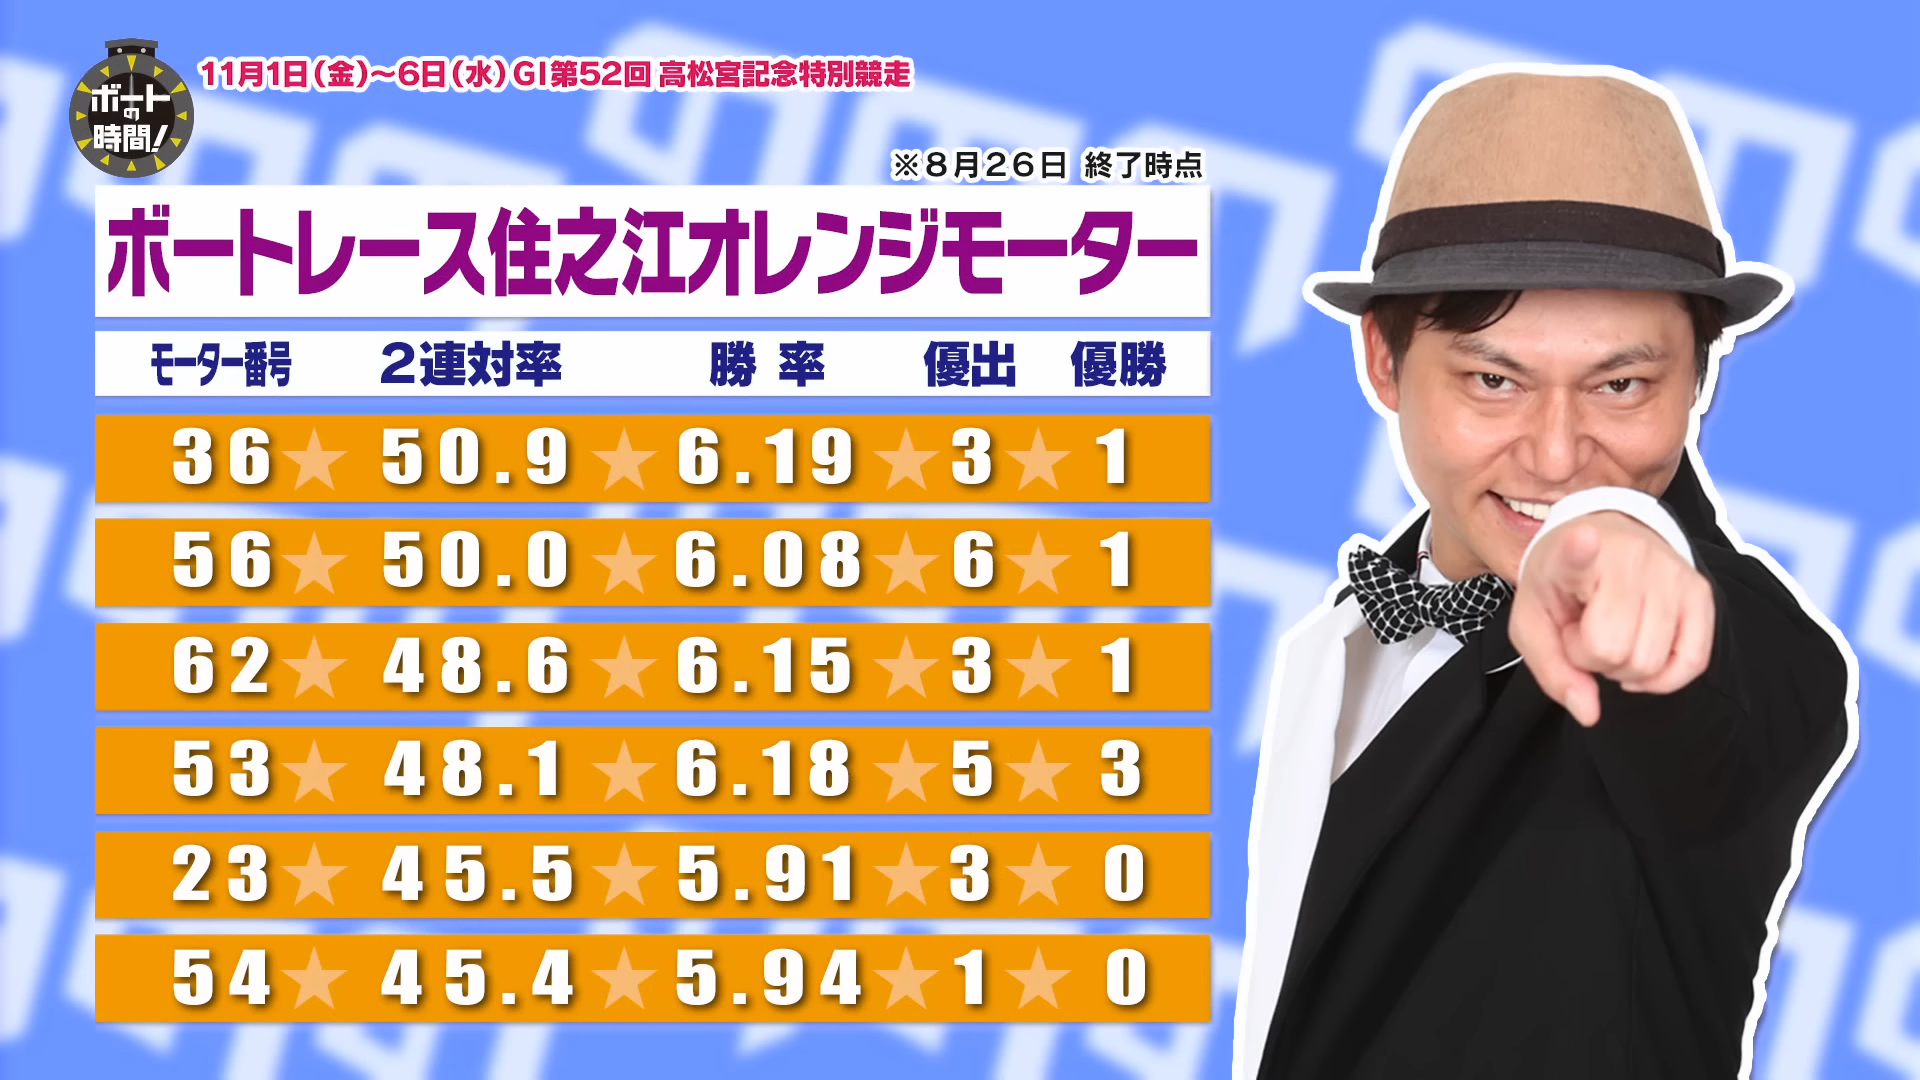 ボートの時間！
11月1日(金)～6日(水) GI第52回 高松宮記念特別競走
※8月26日 終了時点
ボートレース住之江オレンジモーター
モーター番号 2連対率 勝率 優出 優勝
36★50.9★6.19★3★1
56★50.0★6.08★6★1
62★48.6★6.15★3★1
53★48.1★6.18★5★3
23★45.5★5.91★3★0
54★45.4★5.94★1★0